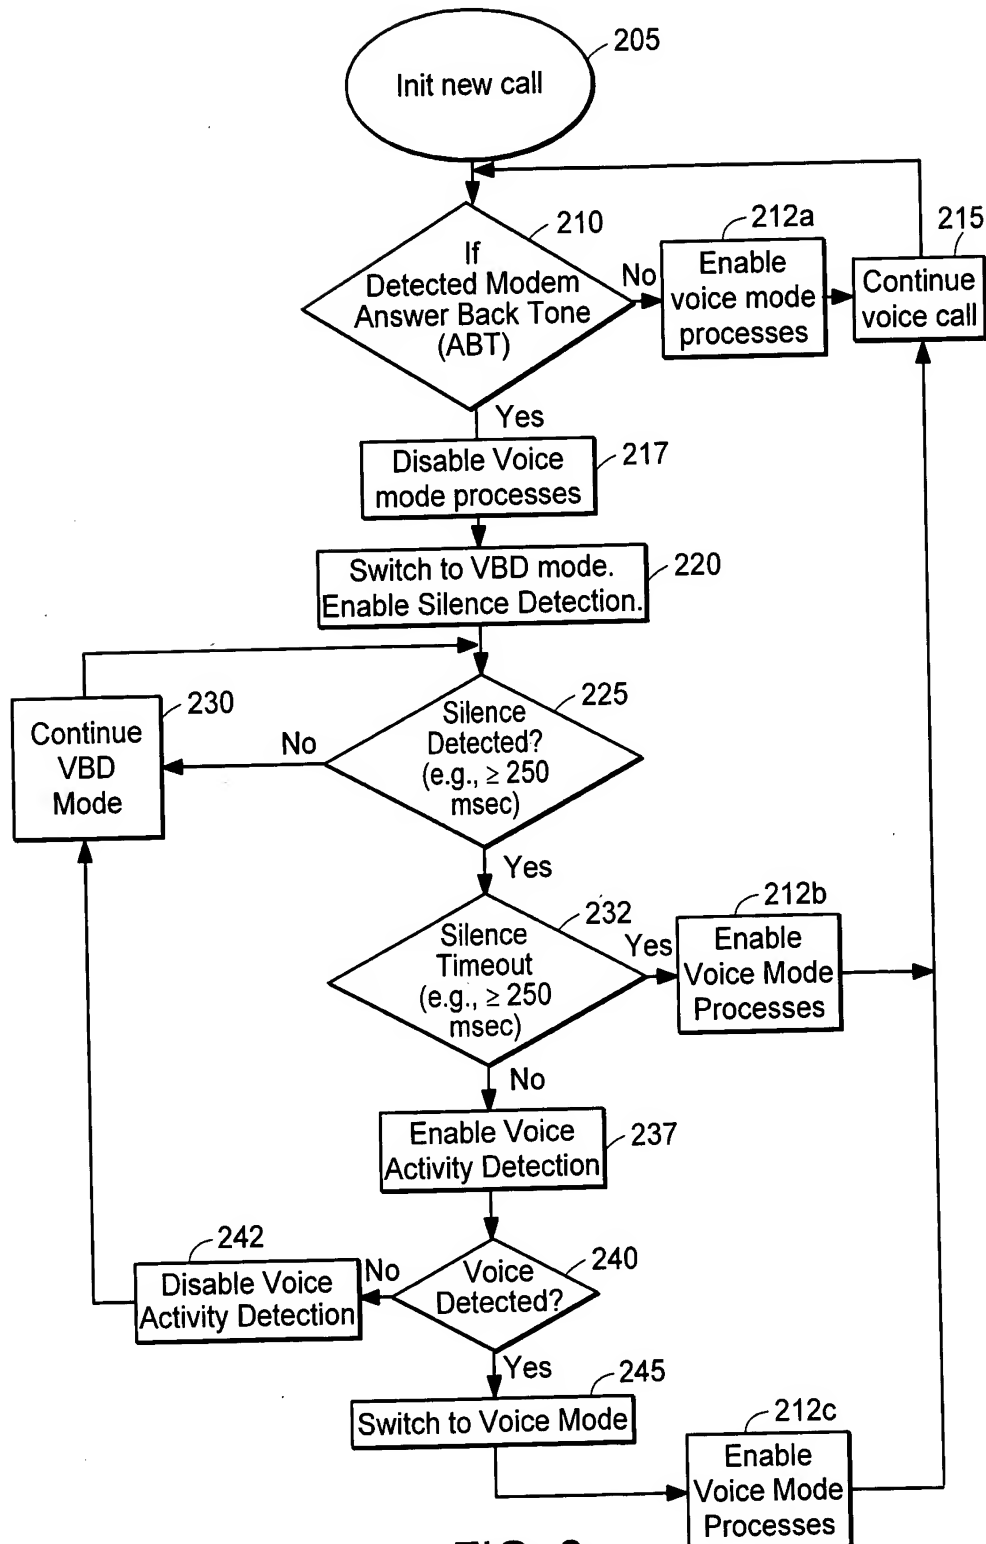 Init new call
205
If
Detected Modem
Answer Back Tone
(ABT)
210
No
212a
Enable
voice mode
processes
215
Continue
voice call
Yes
Disable Voice
mode processes
217
Switch to VBD mode.
Enable Silence Detection.
220
Silence
Detected?
(e.g., ≥ 250
msec)
225
No
230
Continue
VBD
Mode
Yes
Silence
Timeout
(e.g., ≥ 250
msec)
232
Yes
212b
Enable
Voice Mode
Processes
No
Enable Voice
Activity Detection
237
Voice
Detected?
240
No
242
Disable Voice
Activity Detection
Yes
245
Switch to Voice Mode
212c
Enable
Voice Mode
Processes